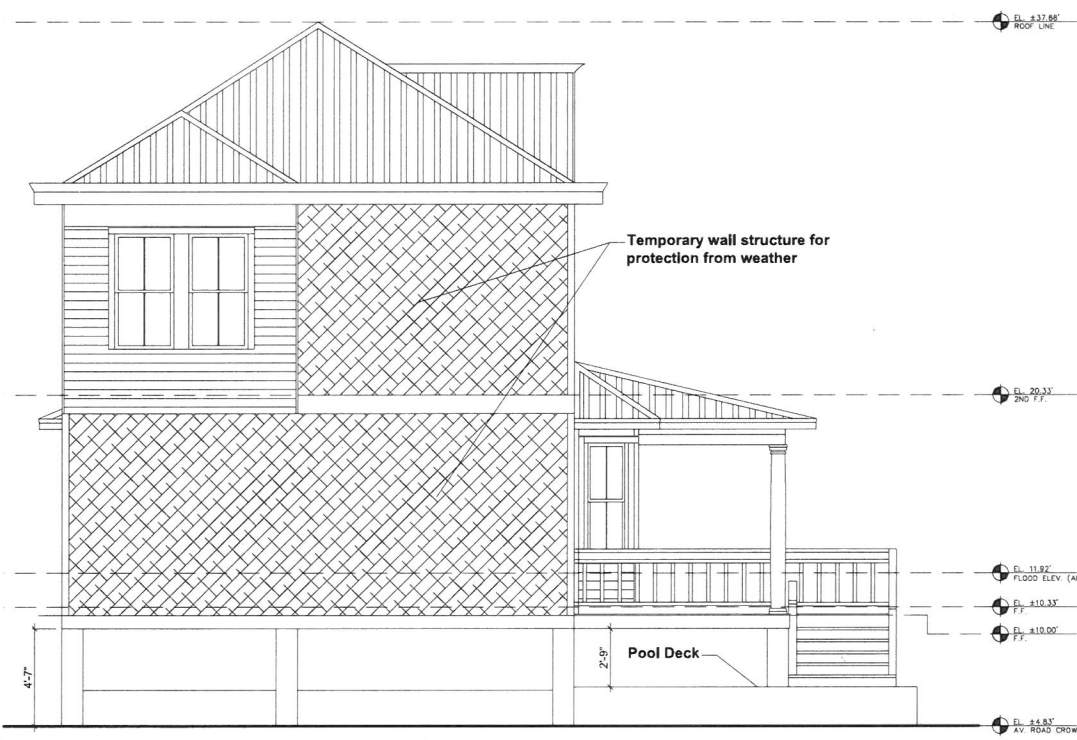 EL. ±37.68'
ROOF LINE
Temporary wall structure for
protection from weather
EL. 20.33'
2ND F.F.
EL. 11.92'
FLOOD ELEV.
EL. ±10.33'
F.F.
EL. ±10.00'
F.F.
4'-7"
2'-9"
Pool Deck
EL. ±4.83'
AV. ROAD CROW